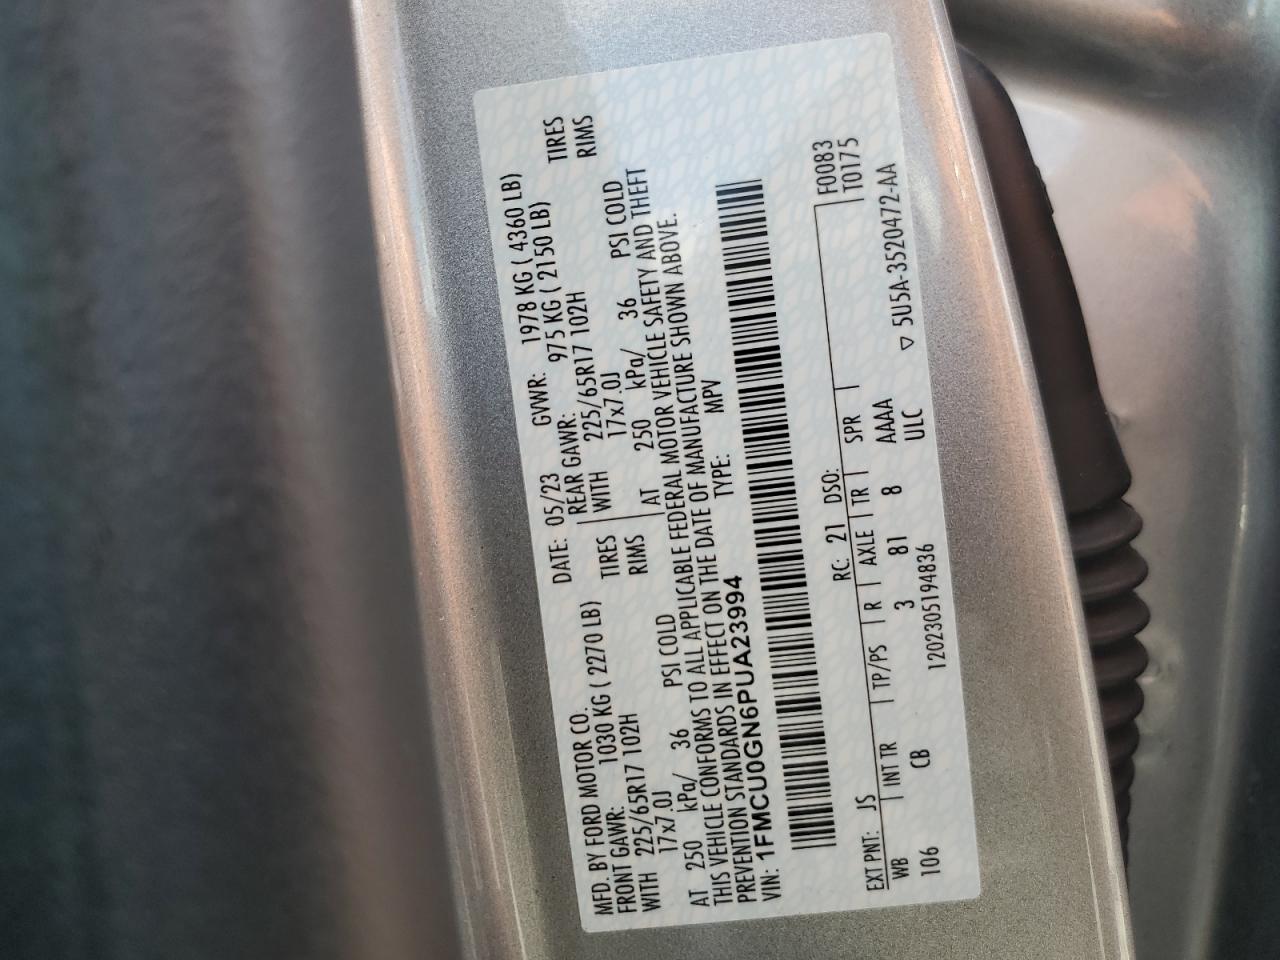 MFD. BY FORD MOTOR CO.
DATE: 05/23 GVWR: 1978 KG ( 4360 LB)
FRONT GAWR: 1030 KG ( 2270 LB) REAR GAWR: 975 KG ( 2150 LB)
WITH 225/65R17 102H TIRES WITH 225/65R17 102H TIRES
17x7.0J RIMS 17x7.0J RIMS
AT 250 kPa/ 36 PSI COLD AT 250 kPa/ 36 PSI COLD
THIS VEHICLE CONFORMS TO ALL APPLICABLE FEDERAL MOTOR VEHICLE SAFETY AND THEFT
PREVENTION STANDARDS IN EFFECT ON THE DATE OF MANUFACTURE SHOWN ABOVE.
VIN: 1FMCU0GN6PUA23994 TYPE: MPV
F0083
EXT PNT: JS RC: 21 DSO: T0175
WB INT TR TP/PS R AXLE TR SPR
106 CB 3 81 8 AAAA
ULC
1202305194836 ▽ 5U5A-3520472-AA